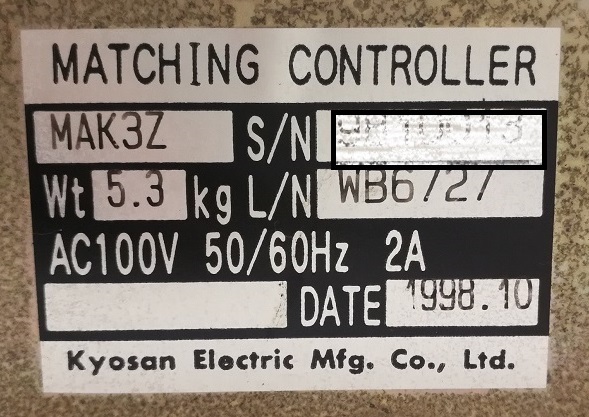 MATCHING CONTROLLER
MAK3Z S/N
Wt 5.3 kg L/N WB6727
AC100V 50/60Hz 2A
DATE 1998.10
Kyosan Electric Mfg. Co., Ltd.